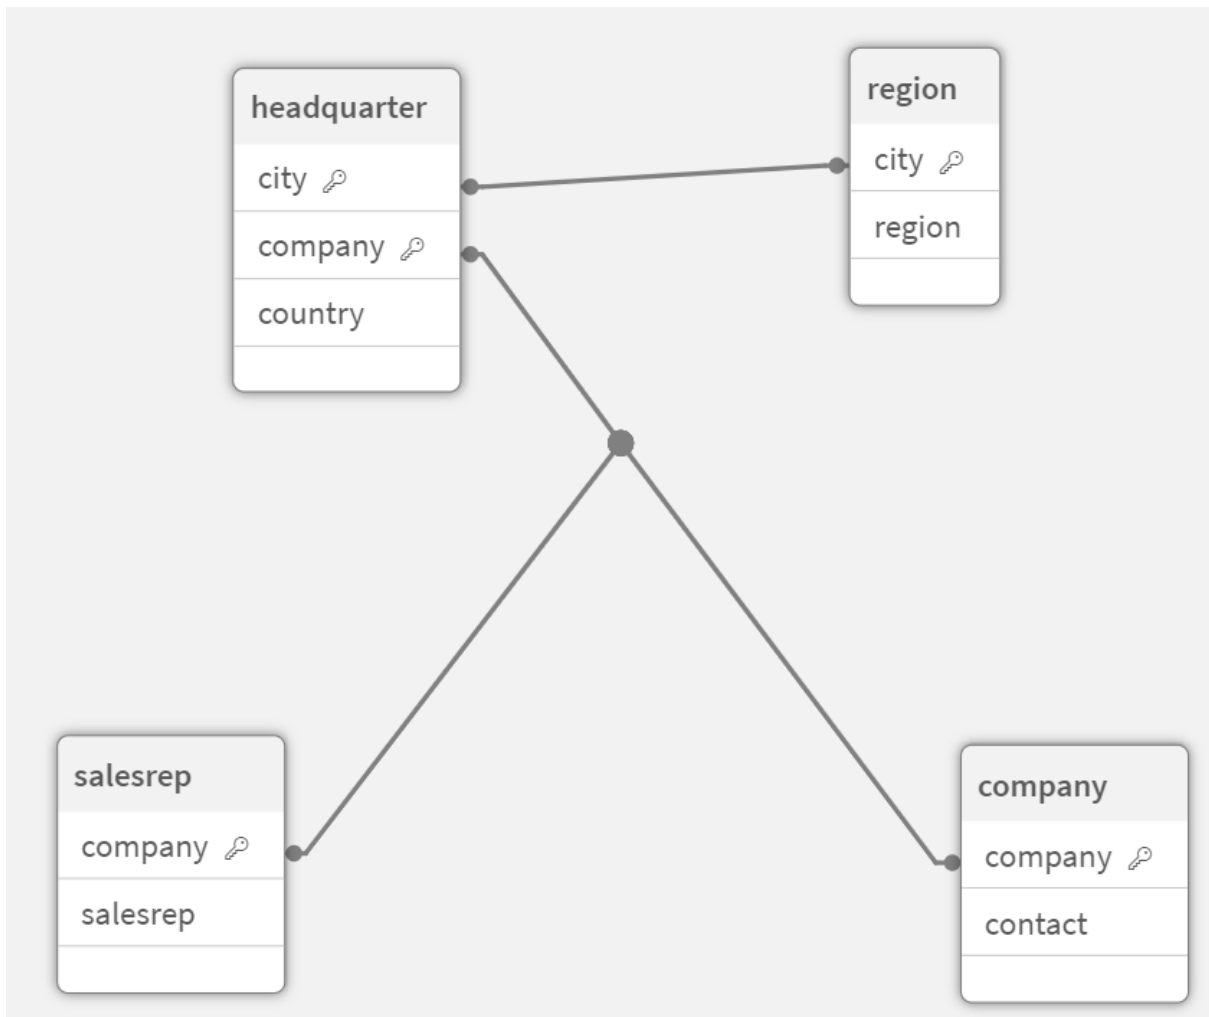 headquarter
city
company
country
region
city
region
salesrep
company
salesrep
company
company
contact